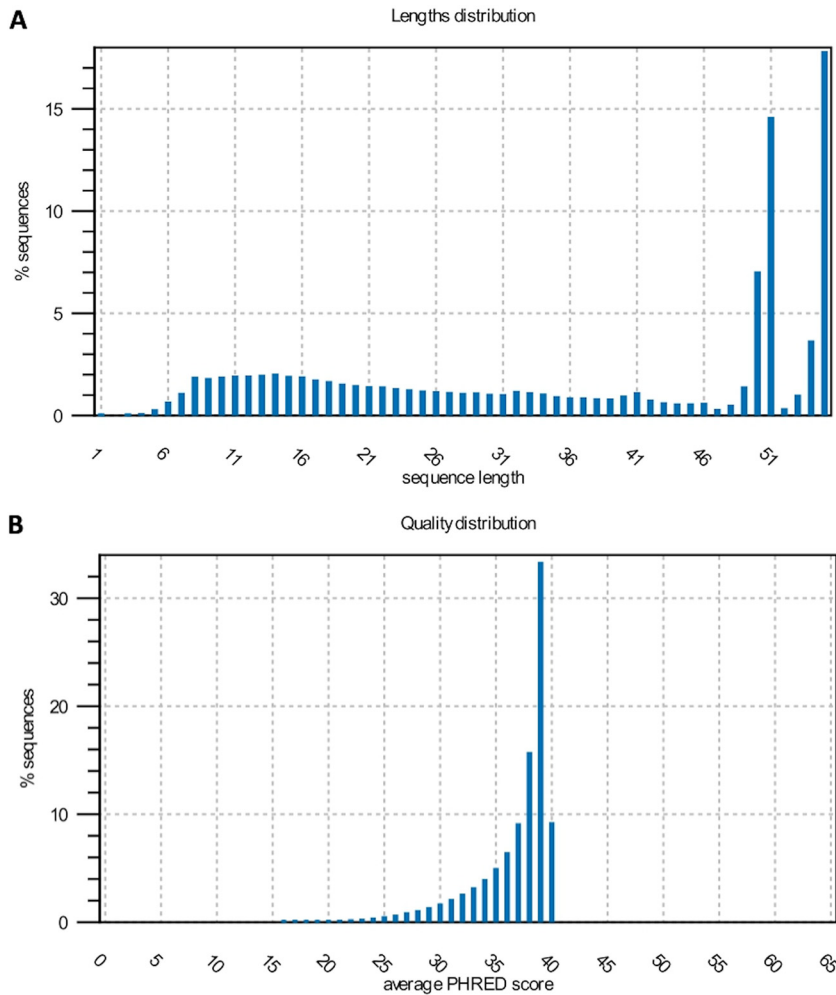 A
Lengths distribution
% sequences
15
10
5
0
1 6 11 16 21 26 31 36 41 46 51
sequence length
B
Quality distribution
% sequences
30
20
10
0
0 5 10 15 20 25 30 35 40 45 50 55 60 65
average PHRED score